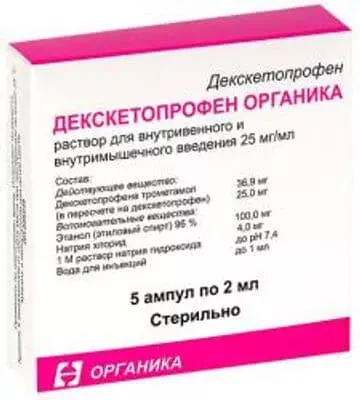 Декскетопрофен
ДЕКСКЕТОПРОФЕН ОРГАНИКА
раствор для внутривенного и
внутримышечного введения 25 мг/мл
Состав:
Действующее вещество:
Декскетопрофена трометамол 36,9 мг
(в пересчете на декскетопрофен) 25,0 мг
Вспомогательные вещества:
Этанол (этиловый спирт) 95 % 100,0 мг
Натрия хлорид 4,0 мг
1 М раствор натрия гидроксида до pH 7,4
Вода для инъекций до 1 мл
5 ампул по 2 мл
Стерильно
ОРГАНИКА